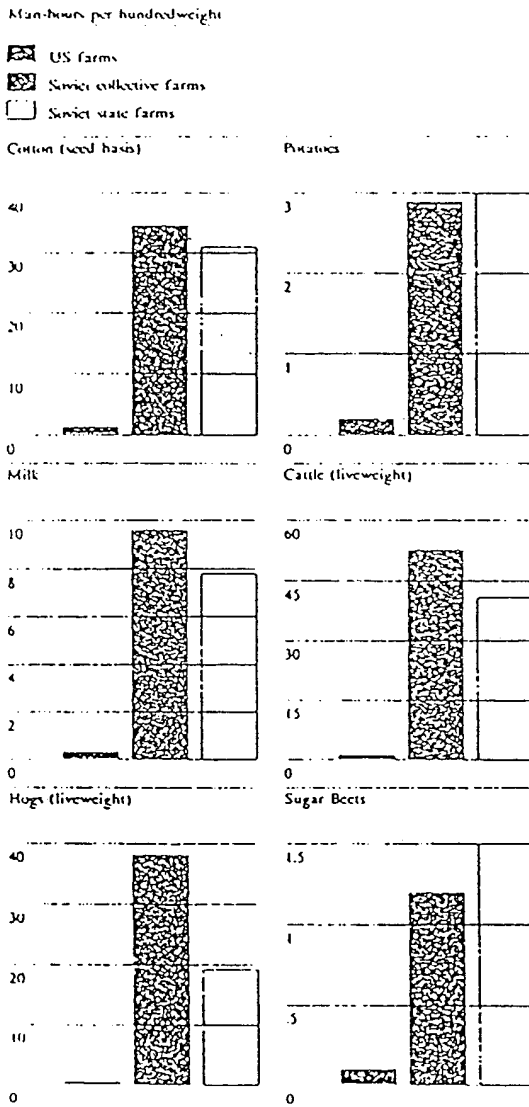 Man-hours per hundredweight
US farms
Soviet collective farms
Soviet state farms
Cotton (seed basis)
40
30
20
10
0
Potatoes
3
2
1
0
Milk
10
8
6
4
2
0
Cattle (liveweight)
60
45
30
15
0
Hogs (liveweight)
40
30
20
10
0
Sugar Beets
1.5
1
.5
0